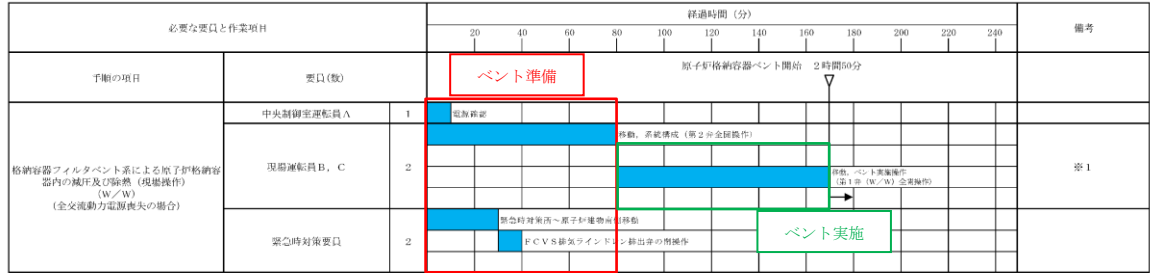 必要な要員と作業項目
経過時間（分）
備考
20 40 60 80 100 120 140 160 180 200 220 240
手順の項目
要員(数)
ベント準備
原子炉格納容器ベント開始 2時間50分
中央制御室運転員A
1
電源確認
移動，系統構成（第2弁全開操作）
格納容器フィルタベント系による原子炉格納容
器内の減圧及び除熱（現場操作）
（W／W）
（全交流動力電源喪失の場合）
現場運転員B，C
2
※1
移動，ベント実施操作
（第1弁（W／W）全開操作）
緊急時対策所～原子炉建物南側移動
ベント実施
緊急時対策要員
2
FCVS排気ラインドレン排出弁の閉操作